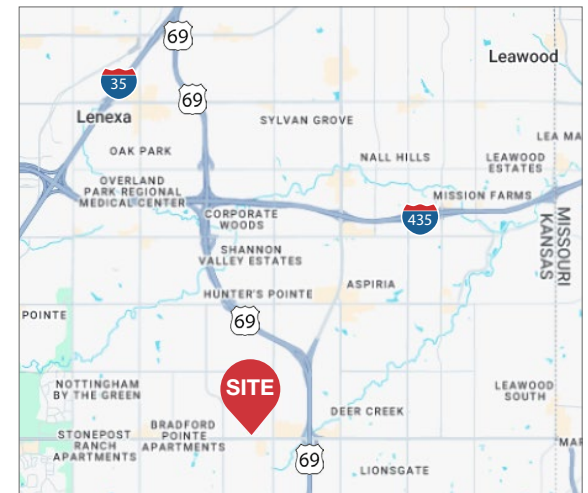 69
Leawood
35
69
Lenexa
SYLVAN GROVE
LEA MA
OAK PARK
NALL HILLS
LEAWOOD
ESTATES
OVERLAND
PARK REGIONAL
MEDICAL CENTER
MISSION FARMS
CORPORATE
WOODS
435
MISSOURI
KANSAS
SHANNON
VALLEY ESTATES
ASPIRIA
HUNTER'S POINTE
POINTE
69
SITE
NOTTINGHAM
BY THE GREEN
LEAWOOD
SOUTH
DEER CREEK
BRADFORD
POINTE
APARTMENTS
STONEPOST
RANCH
APARTMENTS
MAR
69
LIONSGATE